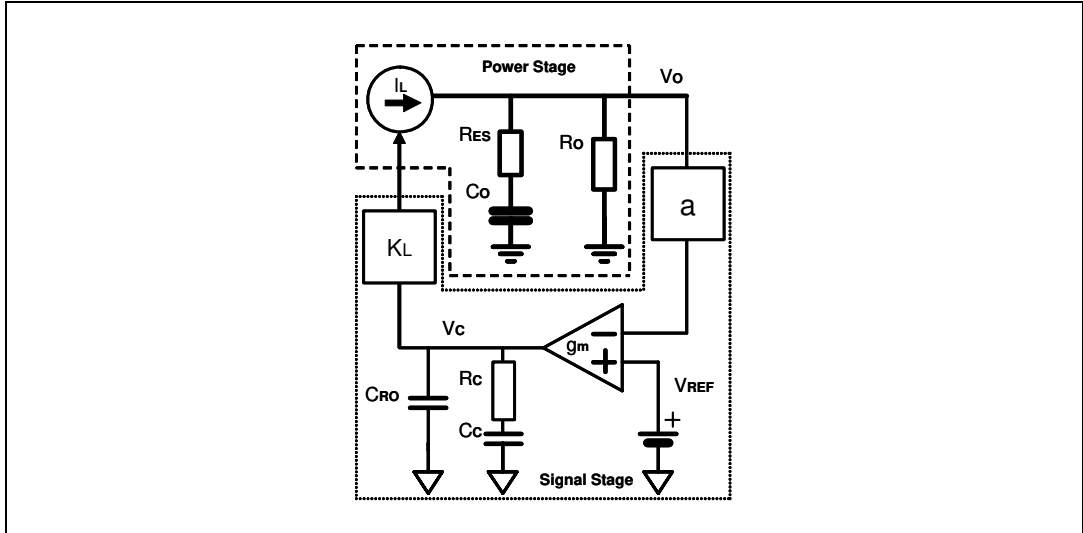 Power Stage
IL
VO
RES
RO
CO
a
KL
VC
gm
−
+
RC
CRO
VREF
+
CC
Signal Stage